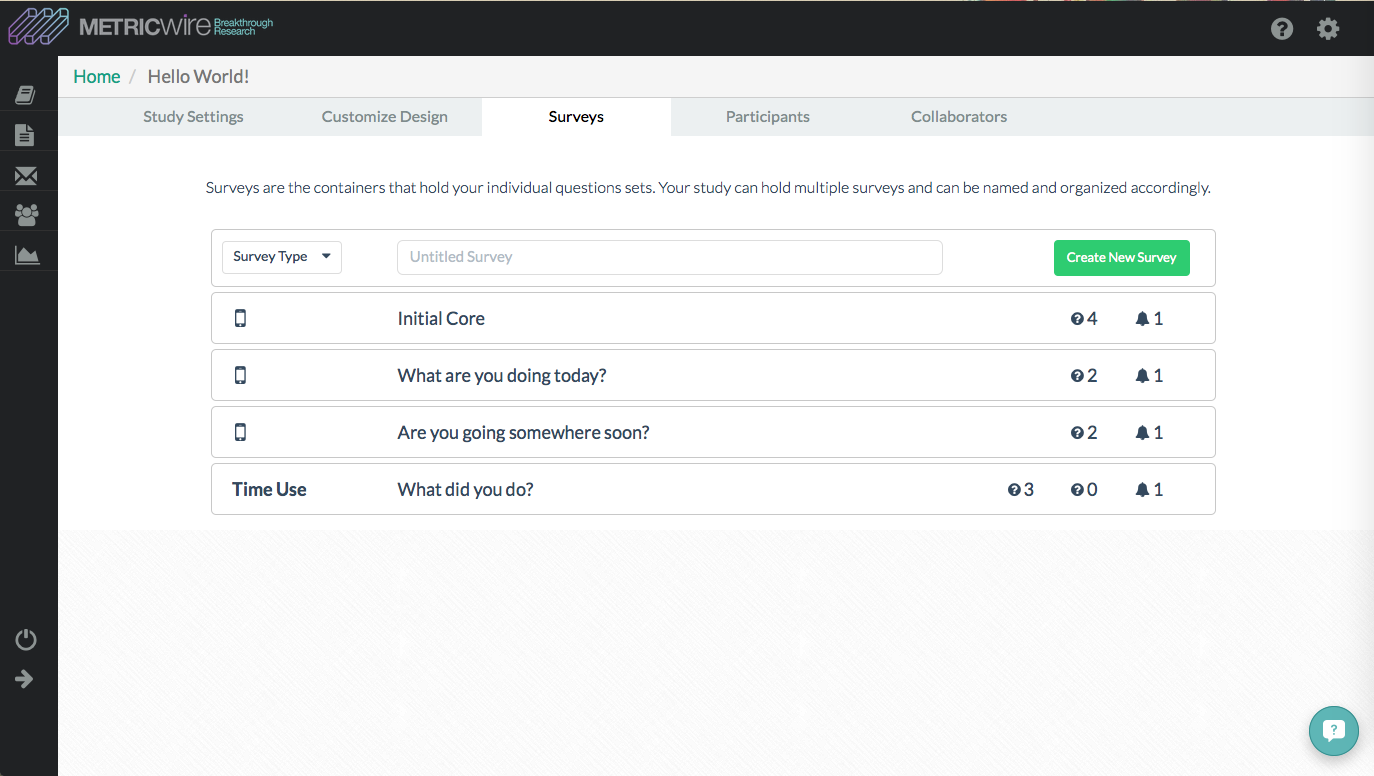 METRICWIRE Breakthrough Research
Home / Hello World!
Study Settings Customize Design Surveys Participants Collaborators
Surveys are the containers that hold your individual questions sets. Your study can hold multiple surveys and can be named and organized accordingly.
Survey Type Untitled Survey Create New Survey
Initial Core 4 1
What are you doing today? 2 1
Are you going somewhere soon? 2 1
Time Use What did you do? 3 0 1